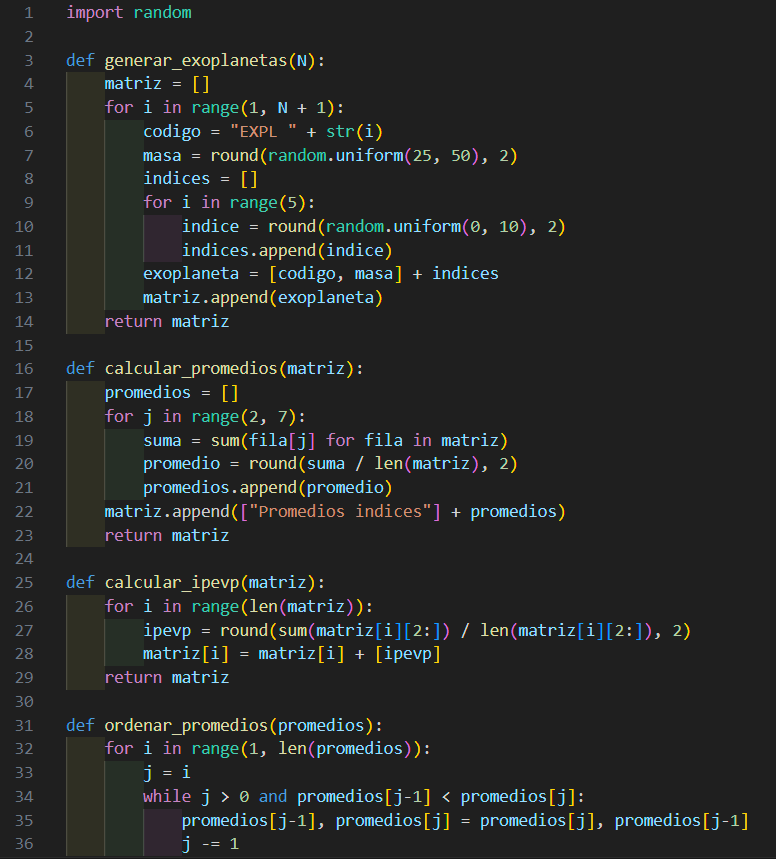 1 import random
2
3 def generar_exoplanetas(N):
4     matriz = []
5     for i in range(1, N + 1):
6         codigo = "EXPL " + str(i)
7         masa = round(random.uniform(25, 50), 2)
8         indices = []
9         for i in range(5):
10             indice = round(random.uniform(0, 10), 2)
11             indices.append(indice)
12         exoplaneta = [codigo, masa] + indices
13         matriz.append(exoplaneta)
14     return matriz
15
16 def calcular_promedios(matriz):
17     promedios = []
18     for j in range(2, 7):
19         suma = sum(fila[j] for fila in matriz)
20         promedio = round(suma / len(matriz), 2)
21         promedios.append(promedio)
22     matriz.append(["Promedios indices"] + promedios)
23     return matriz
24
25 def calcular_ipevp(matriz):
26     for i in range(len(matriz)):
27         ipevp = round(sum(matriz[i][2:]) / len(matriz[i][2:]), 2)
28         matriz[i] = matriz[i] + [ipevp]
29     return matriz
30
31 def ordenar_promedios(promedios):
32     for i in range(1, len(promedios)):
33         j = i
34         while j > 0 and promedios[j-1] < promedios[j]:
35             promedios[j-1], promedios[j] = promedios[j], promedios[j-1]
36             j -= 1